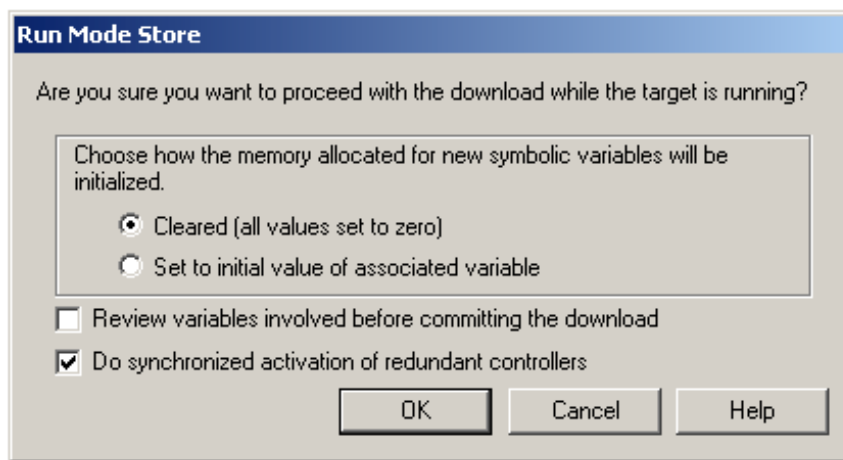 Run Mode Store
Are you sure you want to proceed with the download while the target is running?
Choose how the memory allocated for new symbolic variables will be
initialized.
Cleared (all values set to zero)
Set to initial value of associated variable
Review variables involved before committing the download
Do synchronized activation of redundant controllers
OK Cancel Help